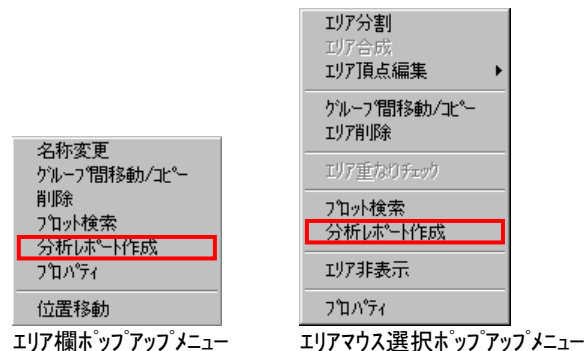 名称変更
ｸﾞﾙｰﾌﾟ間移動/ｺﾋﾟｰ
削除
ﾌﾟﾛｯﾄ検索
分析ﾚﾎﾟｰﾄ作成
ﾌﾟﾛﾊﾟﾃｨ
位置移動
エリア欄ﾎﾟｯﾌﾟｱｯﾌﾟﾒﾆｭｰ
ｴﾘｱ分割
ｴﾘｱ合成
ｴﾘｱ頂点編集
ｸﾞﾙｰﾌﾟ間移動/ｺﾋﾟｰ
ｴﾘｱ削除
ｴﾘｱ重なりﾁｪｯｸ
ﾌﾟﾛｯﾄ検索
分析ﾚﾎﾟｰﾄ作成
ｴﾘｱ非表示
ﾌﾟﾛﾊﾟﾃｨ
エリアマウス選択ﾎﾟｯﾌﾟｱｯﾌﾟﾒﾆｭｰ